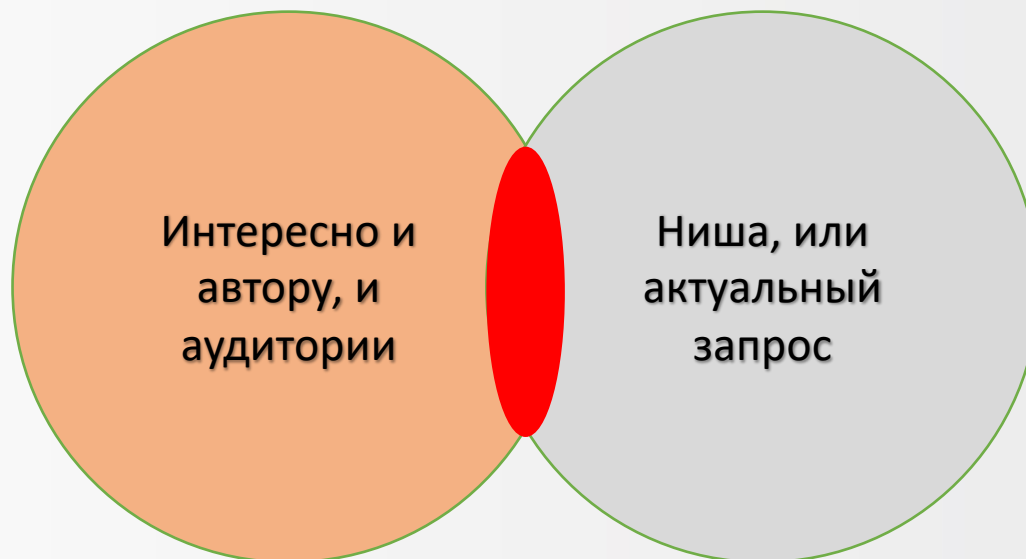 Интересно и
автору, и
аудитории
Ниша, или
актуальный
запрос